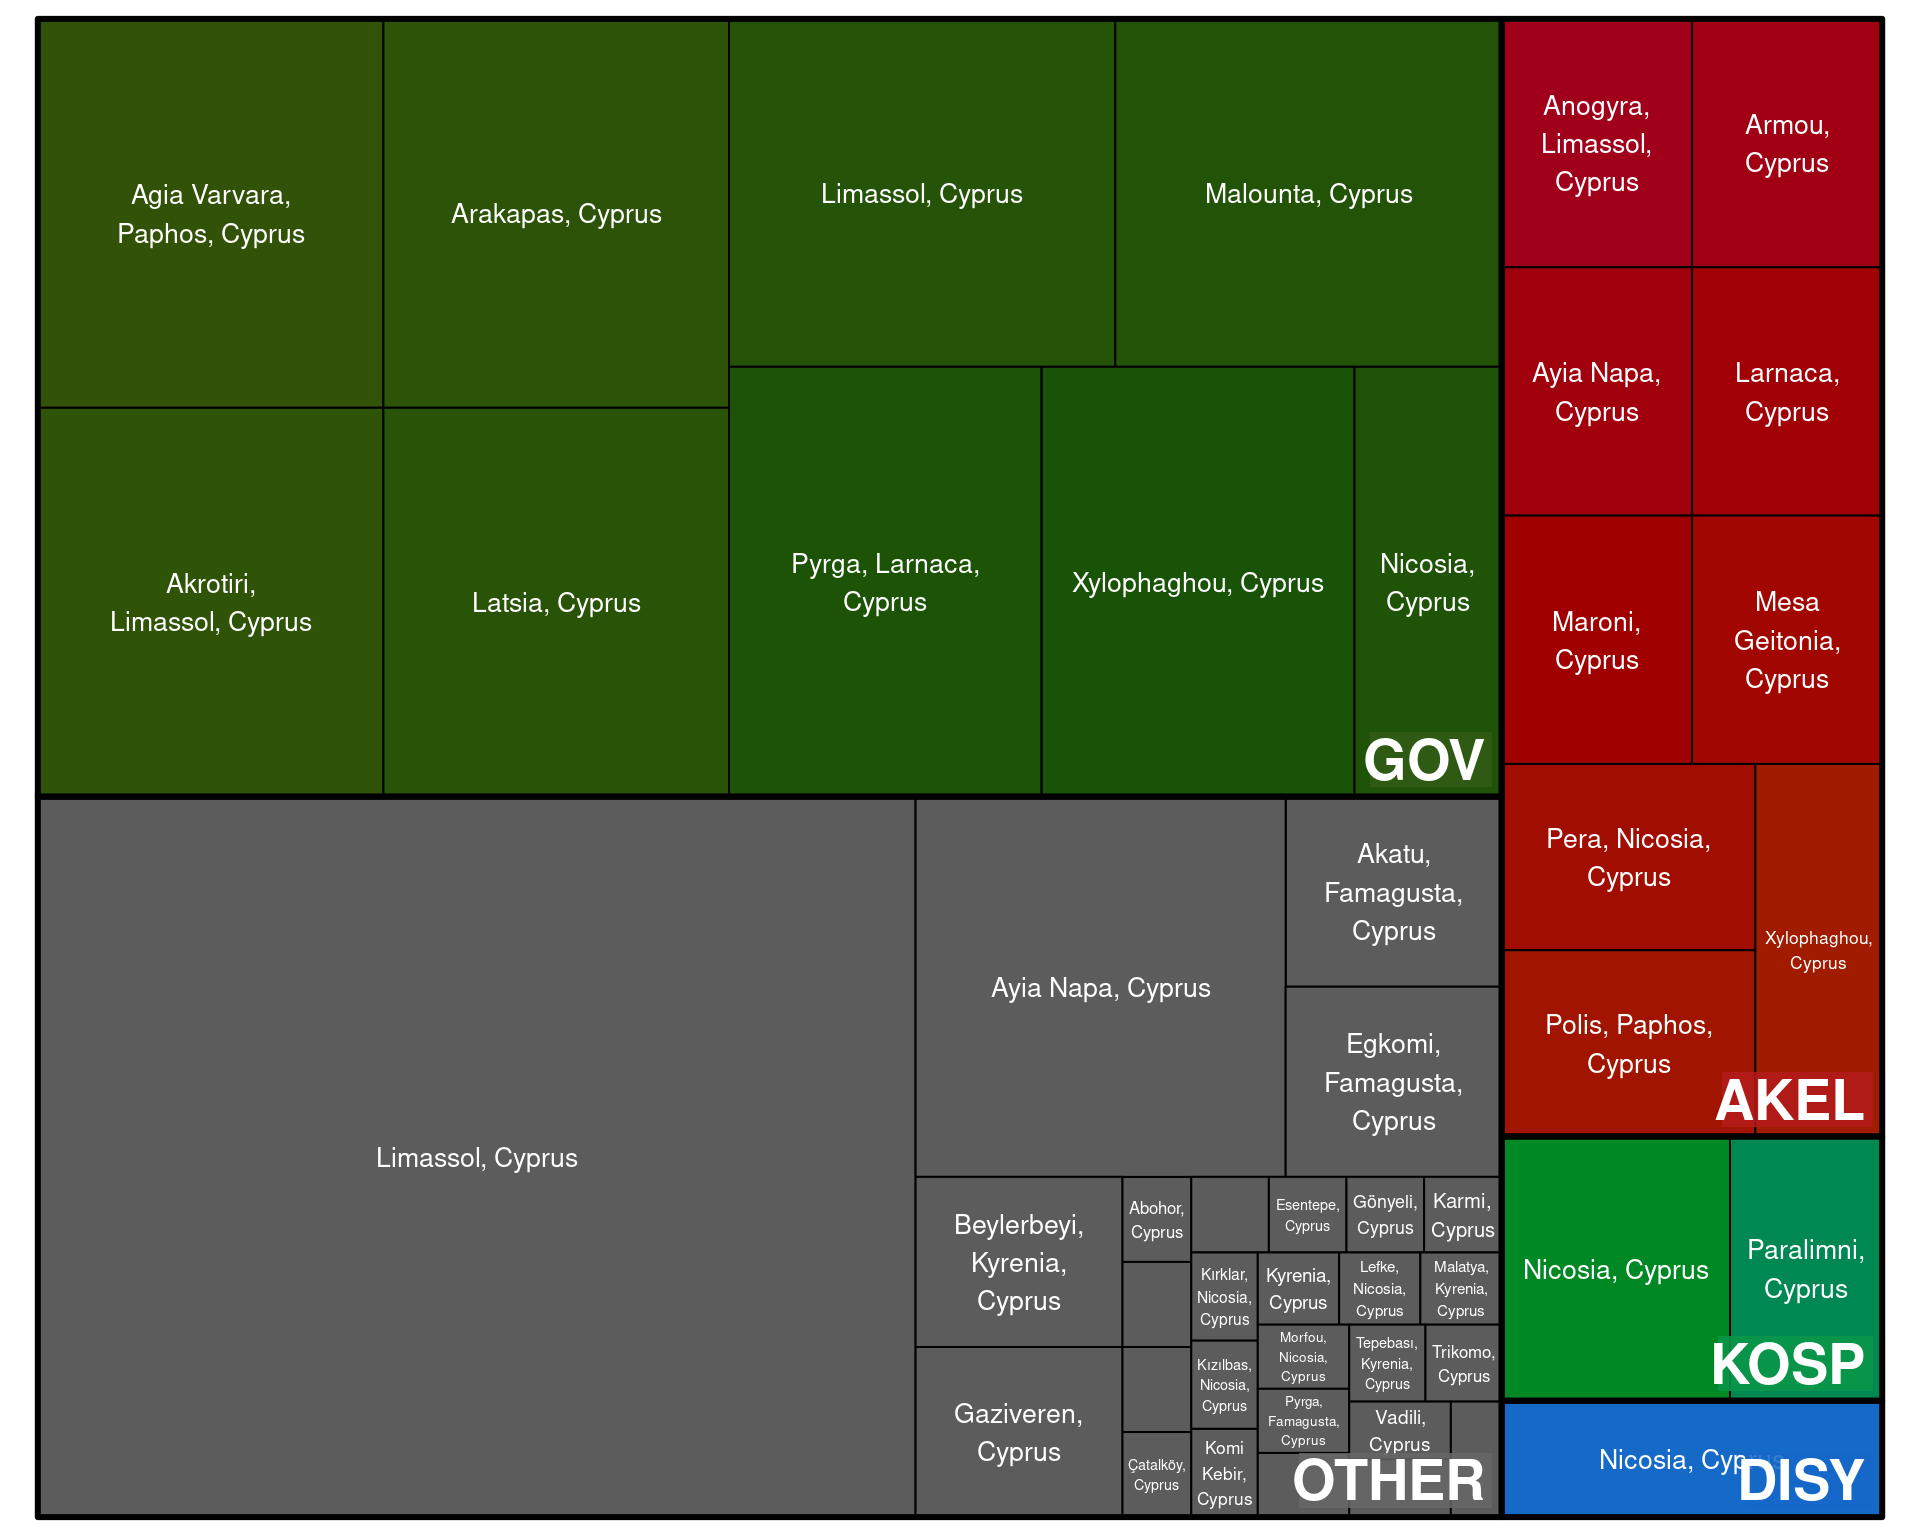 Agia Varvara,
Paphos, Cyprus
Arakapas, Cyprus
Limassol, Cyprus
Malounta, Cyprus
Akrotiri,
Limassol, Cyprus
Latsia, Cyprus
Pyrga, Larnaca,
Cyprus
Xylophaghou, Cyprus
Nicosia,
Cyprus
GOV
Anogyra,
Limassol,
Cyprus
Armou,
Cyprus
Ayia Napa,
Cyprus
Larnaca,
Cyprus
Maroni,
Cyprus
Mesa
Geitonia,
Cyprus
Pera, Nicosia,
Cyprus
Polis, Paphos,
Cyprus
Xylophaghou,
Cyprus
AKEL
Limassol, Cyprus
Ayia Napa, Cyprus
Akatu,
Famagusta,
Cyprus
Egkomi,
Famagusta,
Cyprus
Beylerbeyi,
Kyrenia,
Cyprus
Gaziveren,
Cyprus
Abohor,
Cyprus
Çatalköy,
Cyprus
Esentepe,
Cyprus
Gönyeli,
Cyprus
Karmi,
Cyprus
Kırklar,
Nicosia,
Cyprus
Kızılbas,
Nicosia,
Cyprus
Komi
Kebir,
Cyprus
Kyrenia,
Cyprus
Lefke,
Nicosia,
Cyprus
Malatya,
Kyrenia,
Cyprus
Morfou,
Nicosia,
Cyprus
Pyrga,
Famagusta,
Cyprus
Tepebası,
Kyrenia,
Cyprus
Trikomo,
Cyprus
Vadili,
Cyprus
OTHER
Nicosia, Cyprus
Paralimni,
Cyprus
KOSP
Nicosia, Cyprus
DISY